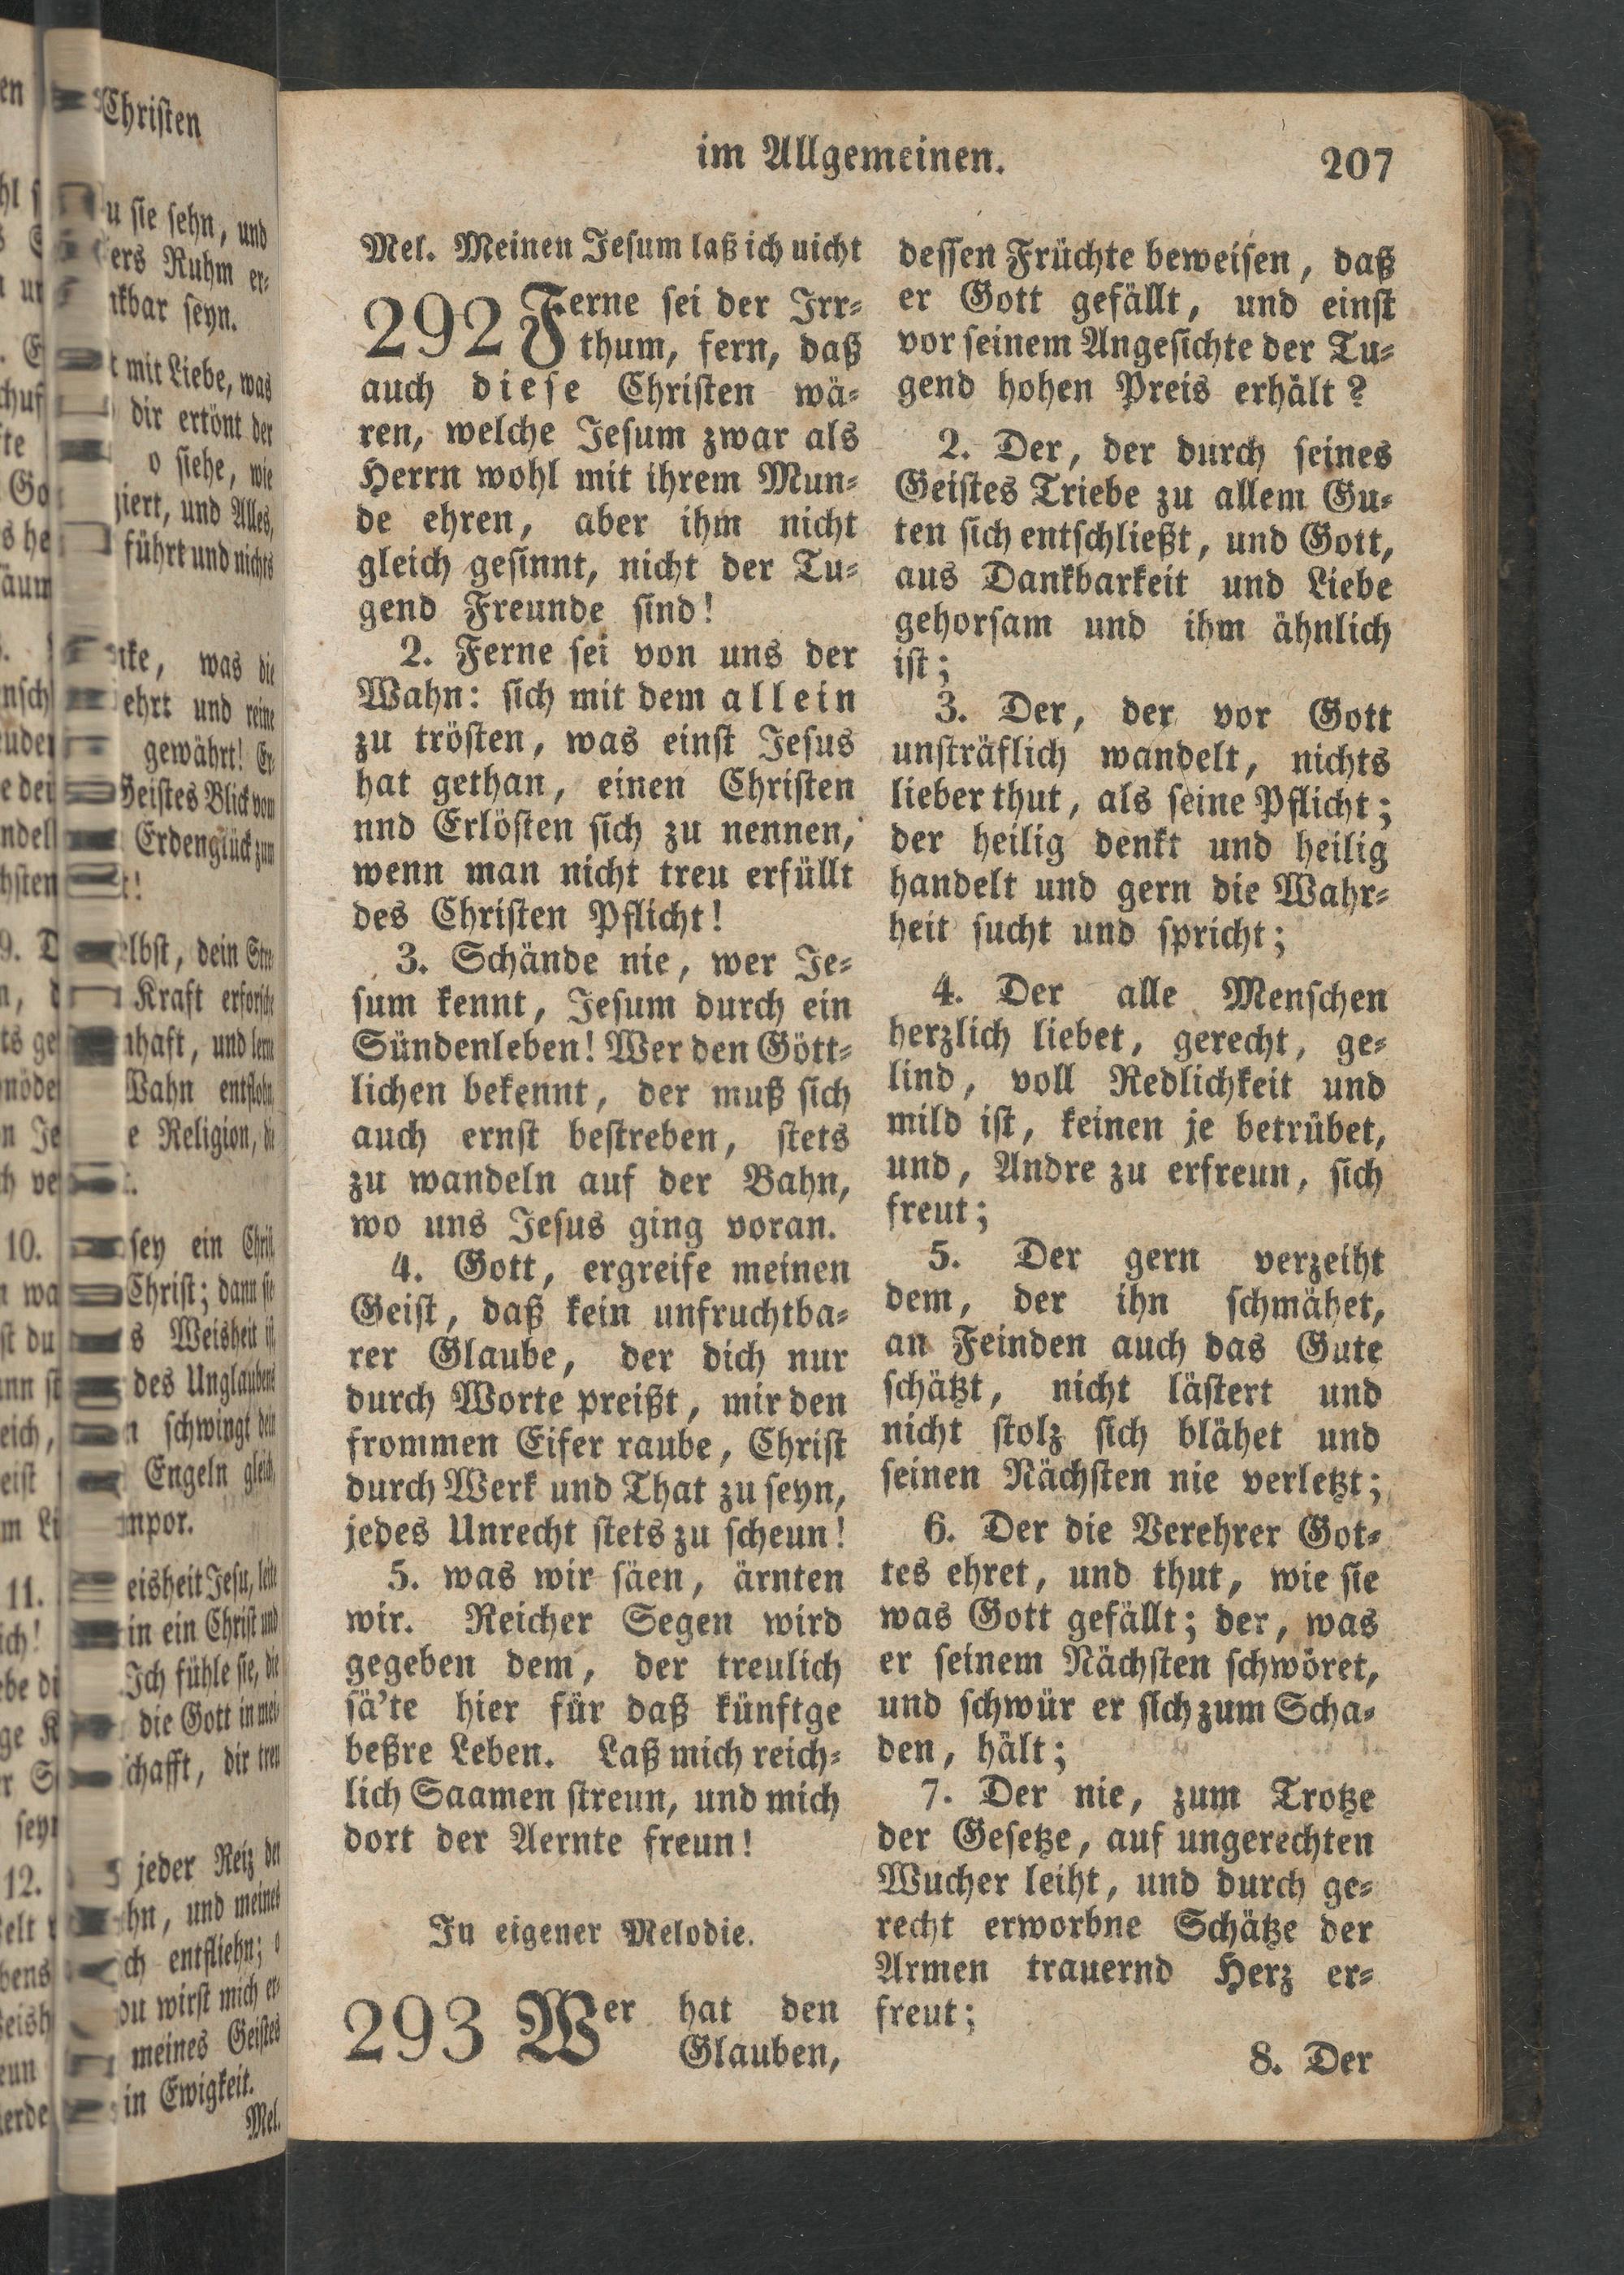 im Allgemeinen.
207
Mel. Meinen Jeſum laß ich nicht
292 Ferne ſei der Irr⸗
thum, fern, daß
auch dieſe Chriſten wä⸗
ren, welche Jeſum zwar als
Herrn wohl mit ihrem Mun⸗
de ehren, aber ihm nicht
gleich geſinnt, nicht der Tu⸗
gend Freunde ſind!
2. Ferne ſei von uns der
Wahn: ſich mit dem allein
zu tröſten, was einſt Jeſus
hat gethan, einen Chriſten
nnd Erlöſten ſich zu nennen,
wenn man nicht treu erfüllt
des Chriſten Pflicht!
3. Schände nie, wer Je⸗
ſum kennt, Jeſum durch ein
Sündenleben! Wer den Gött⸗
lichen bekennt, der muß ſich
auch ernſt beſtreben, ſtets
zu wandeln auf der Bahn,
wo uns Jeſus ging voran.
4. Gott, ergreife meinen
Geiſt, daß kein unfruchtba⸗
rer Glaube, der dich nur
durch Worte preißt, mir den
frommen Eifer raube, Chriſt
durch Werk und That zu ſeyn,
jedes Unrecht ſtets zu ſcheun!
5. was wir ſäen, ärnten
wir. Reicher Segen wird
gegeben dem, der treulich
ſä'te hier für daß künftge
beßre Leben. Laß mich reich⸗
lich Saamen ſtreun, und mich
dort der Aernte freun!
In eigener Melodie.
293 Wer hat den
Glauben,
deſſen Früchte beweiſen, daß
er Gott gefällt, und einſt
vor ſeinem Angeſichte der Tu⸗
gend hohen Preis erhält?
2. Der, der durch ſeines
Geiſtes Triebe zu allem Gu⸗
ten ſich entſchließt, und Gott,
aus Dankbarkeit und Liebe
gehorſam und ihm ähnlich
iſt;
3. Der, der vor Gott
unſträflich wandelt, nichts
lieber thut, als ſeine Pflicht;
der heilig denkt und heilig
handelt und gern die Wahr⸗
heit ſucht und ſpricht;
4. Der alle Menſchen
herzlich liebet, gerecht, ge⸗
lind, voll Redlichkeit und
mild iſt, keinen je betrübet,
und, Andre zu erfreun, ſich
freut;
5. Der gern verzeiht
dem, der ihn ſchmähet,
an Feinden auch das Gute
ſchätzt, nicht läſtert und
nicht ſtolz ſich blähet und
ſeinen Nächſten nie verletzt;
6. Der die Verehrer Got⸗
tes ehret, und thut, wie ſie
was Gott gefällt; der, was
er ſeinem Nächſten ſchwöret,
und ſchwür er ſich zum Scha⸗
den, hält;
7. Der nie, zum Trotze
der Geſetze, auf ungerechten
Wucher leiht, und durch ge⸗
recht erworbne Schätze der
Armen trauernd Herz er⸗
freut;
8. Der